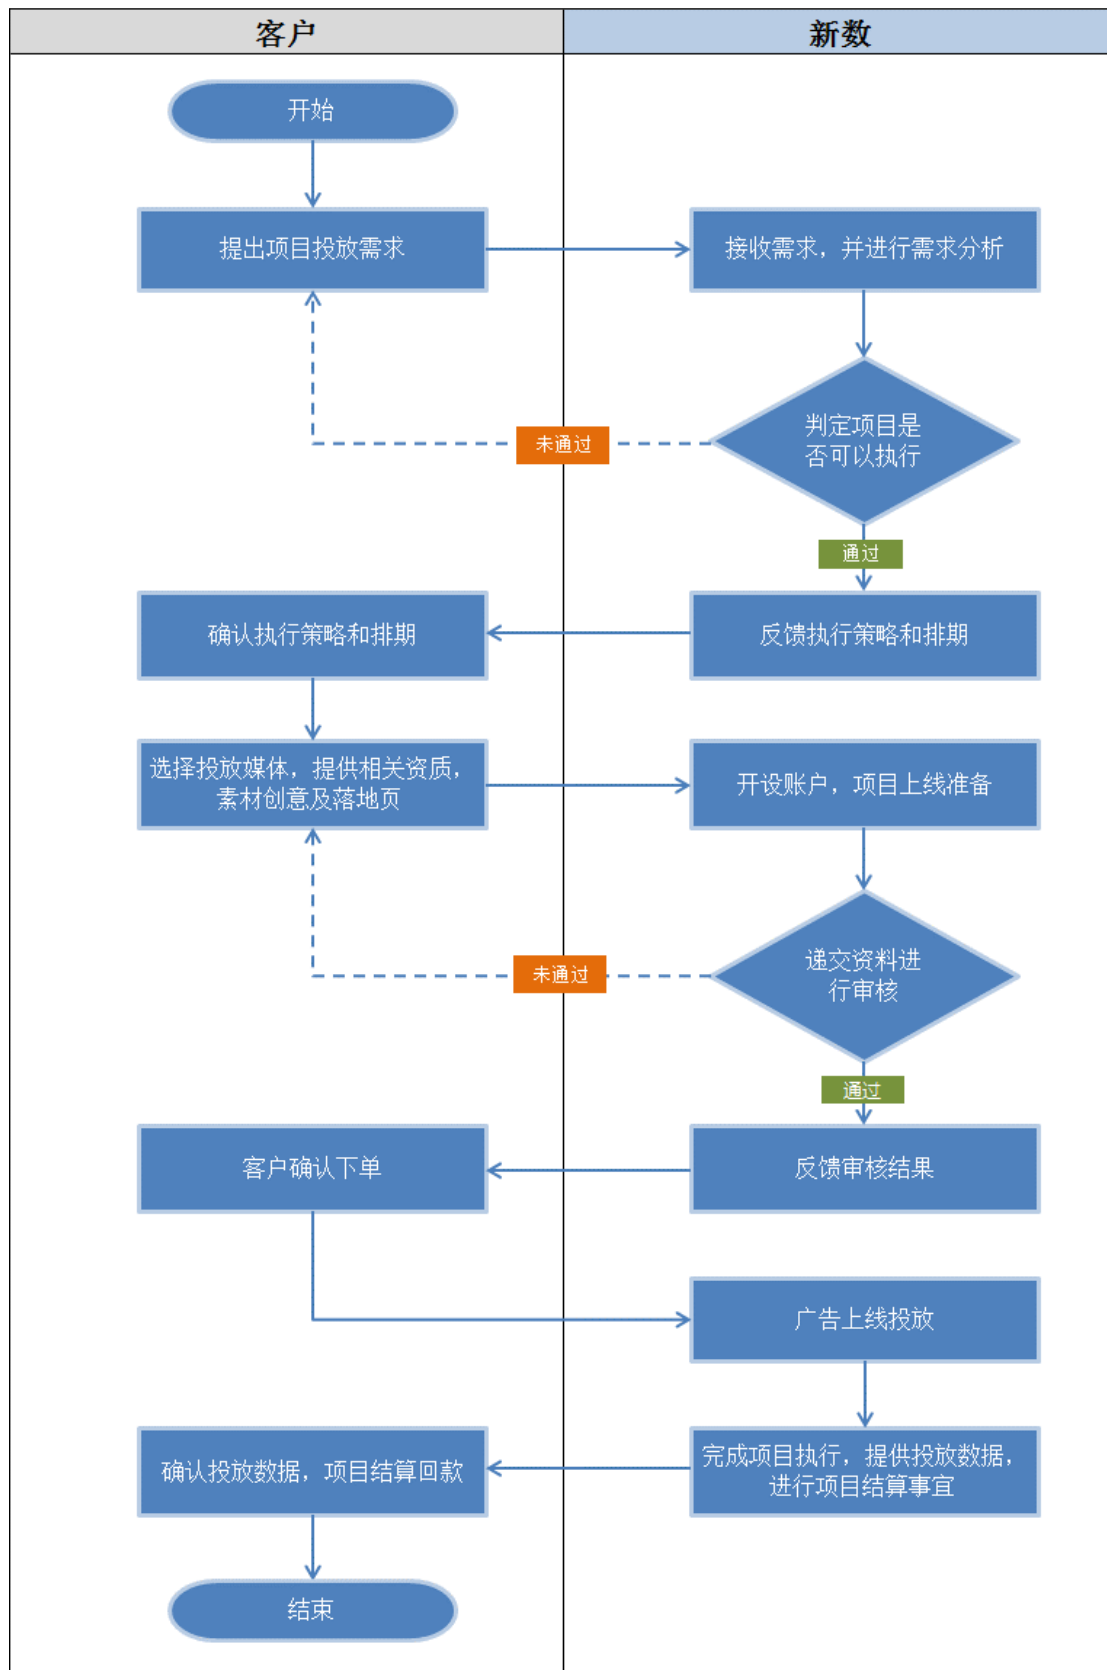 客户
新数
开始
提出项目投放需求
接收需求，并进行需求分析
判定项目是
否可以执行
未通过
通过
确认执行策略和排期
反馈执行策略和排期
选择投放媒体，提供相关资质，
素材创意及落地页
开设账户，项目上线准备
递交资料进
行审核
未通过
通过
客户确认下单
反馈审核结果
广告上线投放
确认投放数据，项目结算回款
完成项目执行，提供投放数据，
进行项目结算事宜
结束